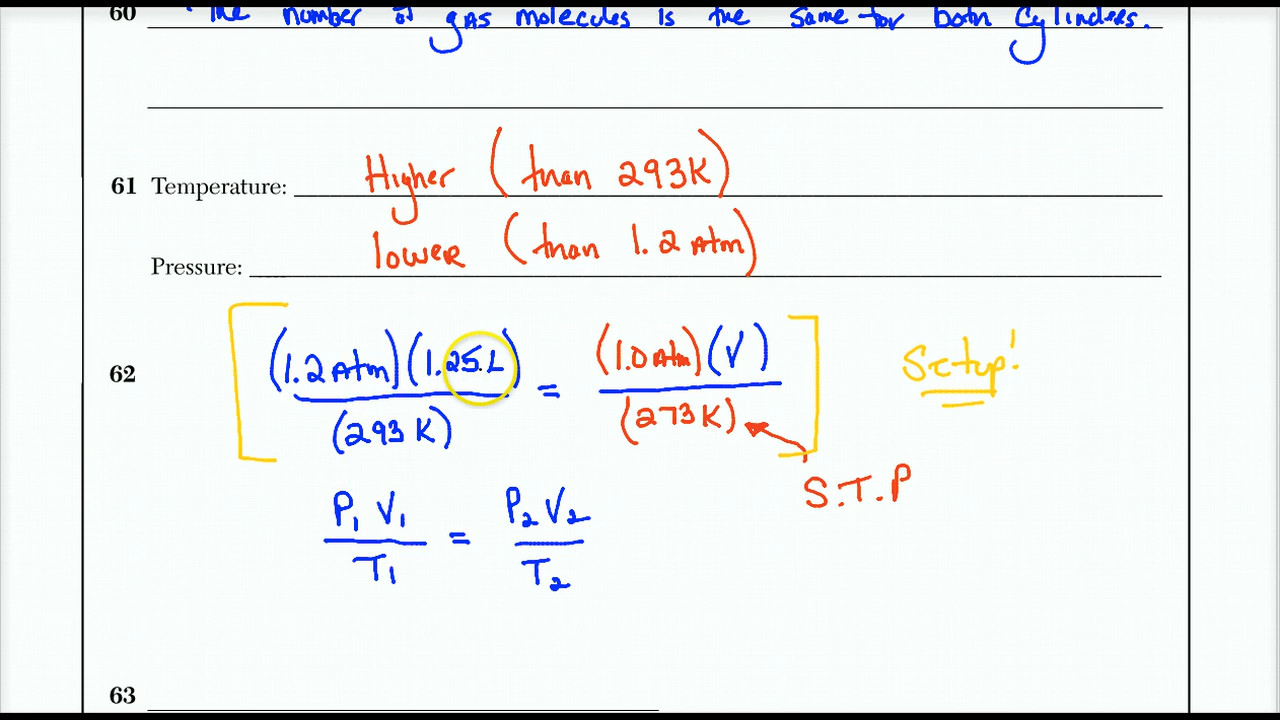 60 The number of gas molecules is the same for both cylinders.
61 Temperature: Higher (than 293K)
Pressure: lower (than 1.2 Atm)
62 (1.2 Atm)(1.25 L) / (293 K) = (1.0 Atm)(V) / (273K) Setup!
S.T.P
P₁ V₁ / T₁ = P₂ V₂ / T₂
63